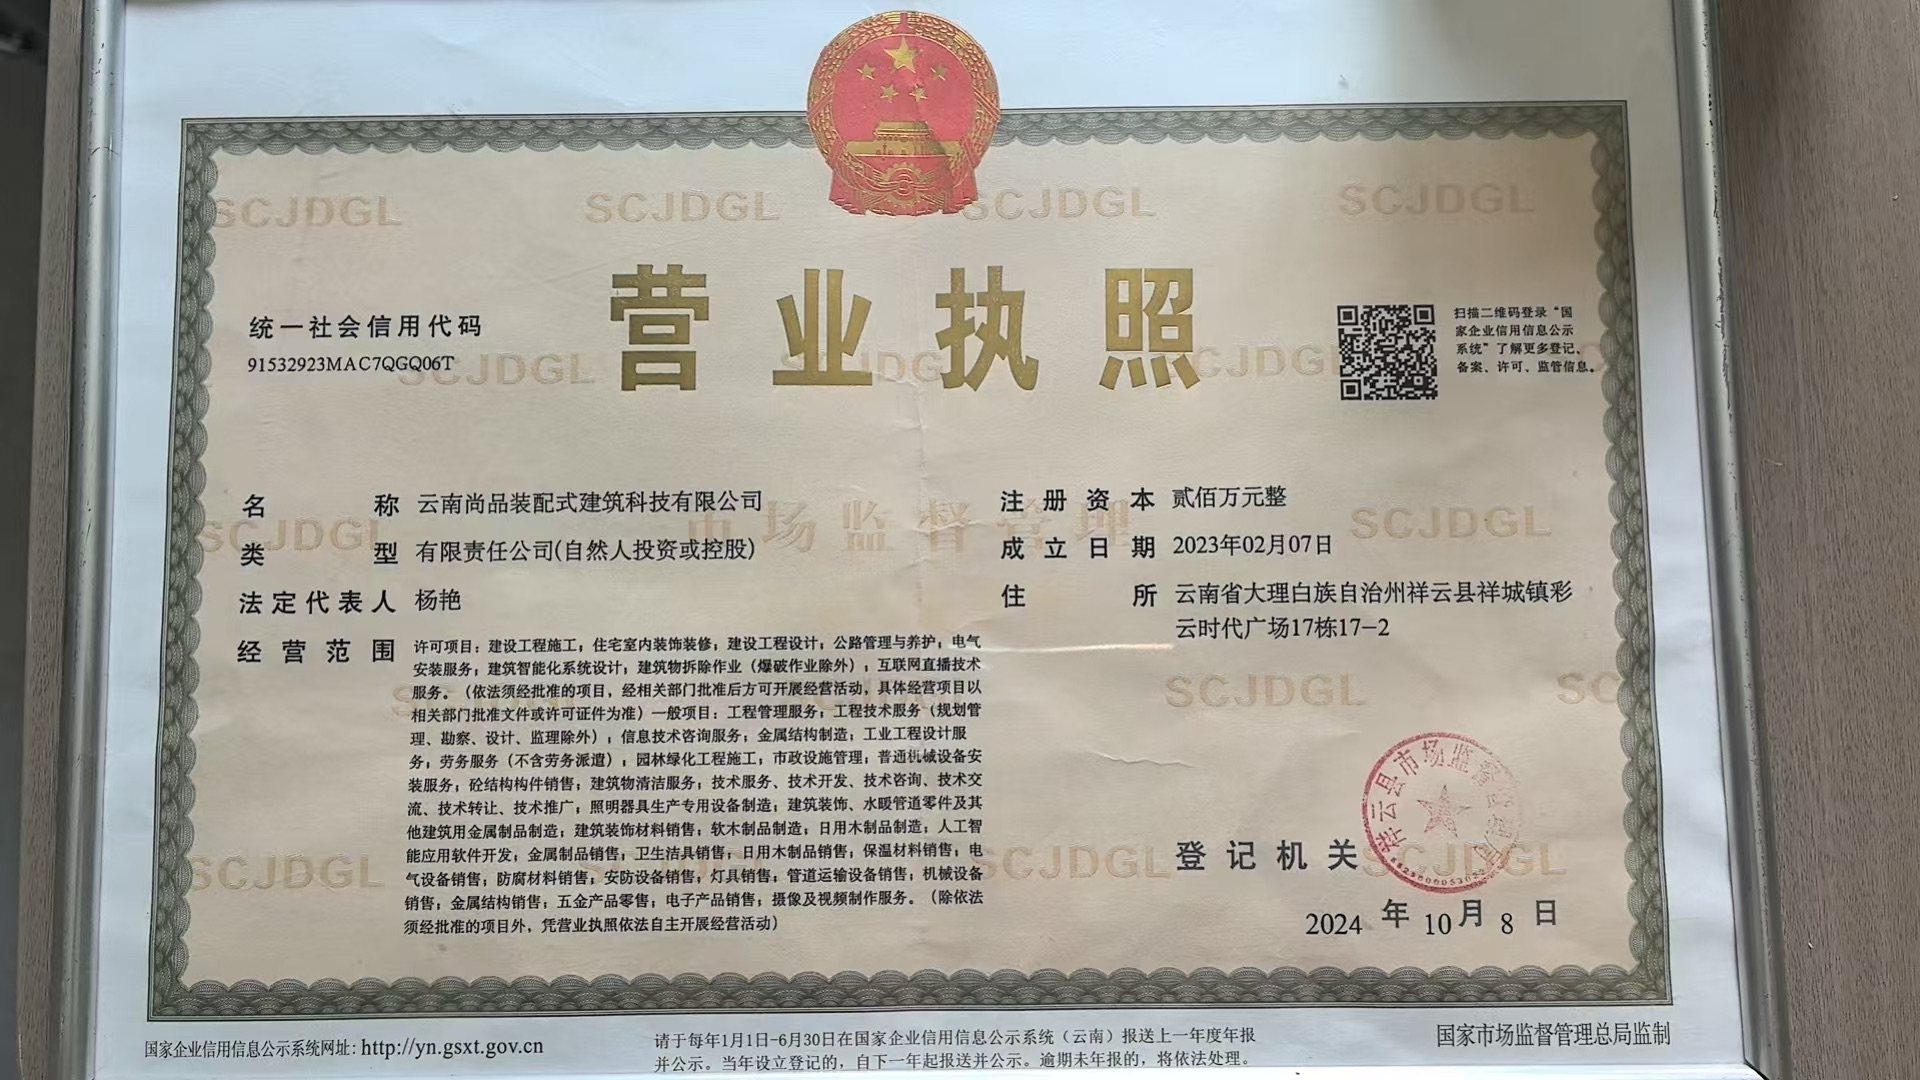 营业执照
统一社会信用代码
91532923MAC7QGQ06T
扫描二维码登录“国
家企业信用信息公示
系统”了解更多登记、
备案、许可、监管信息。
名称 云南尚品装配式建筑科技有限公司
类型 有限责任公司(自然人投资或控股)
法定代表人 杨艳
经营范围 许可项目：建设工程施工；住宅室内装饰装修；建设工程设计；公路管理与养护；电气
安装服务；建筑智能化系统设计；建筑物拆除作业（爆破作业除外）；互联网直播技术
服务。（依法须经批准的项目，经相关部门批准后方可开展经营活动，具体经营项目以
相关部门批准文件或许可证件为准）一般项目：工程管理服务；工程技术服务（规划管
理、勘察、设计、监理除外）；信息技术咨询服务；金属结构制造；工业工程设计服
务；劳务服务（不含劳务派遣）；园林绿化工程施工；市政设施管理；普通机械设备安
装服务；砼结构构件销售；建筑物清洁服务；技术服务、技术开发、技术咨询、技术交
流、技术转让、技术推广；照明器具生产专用设备制造；建筑装饰、水暖管道零件及其
他建筑用金属制品制造；建筑装饰材料销售；软木制品制造；日用木制品制造；人工智
能应用软件开发；金属制品销售；卫生洁具销售；日用木制品销售；保温材料销售；电
气设备销售；防腐材料销售；安防设备销售；灯具销售；管道运输设备销售；机械设备
销售；金属结构销售；五金产品零售；电子产品销售；摄像及视频制作服务。（除依法
须经批准的项目外，凭营业执照依法自主开展经营活动）
注册资本 贰佰万元整
成立日期 2023年02月07日
住所 云南省大理白族自治州祥云县祥城镇彩
云时代广场17栋17-2
登记机关
祥云县市场监督管理局
2024年10月8日
国家企业信用信息公示系统网址：http://yn.gsxt.gov.cn
请于每年1月1日-6月30日在国家企业信用信息公示系统（云南）报送上一年度年报
并公示。当年设立登记的，自下一年起报送并公示。逾期未年报的，将依法处理。
国家市场监督管理总局监制
SCJDGL
市场监督管理